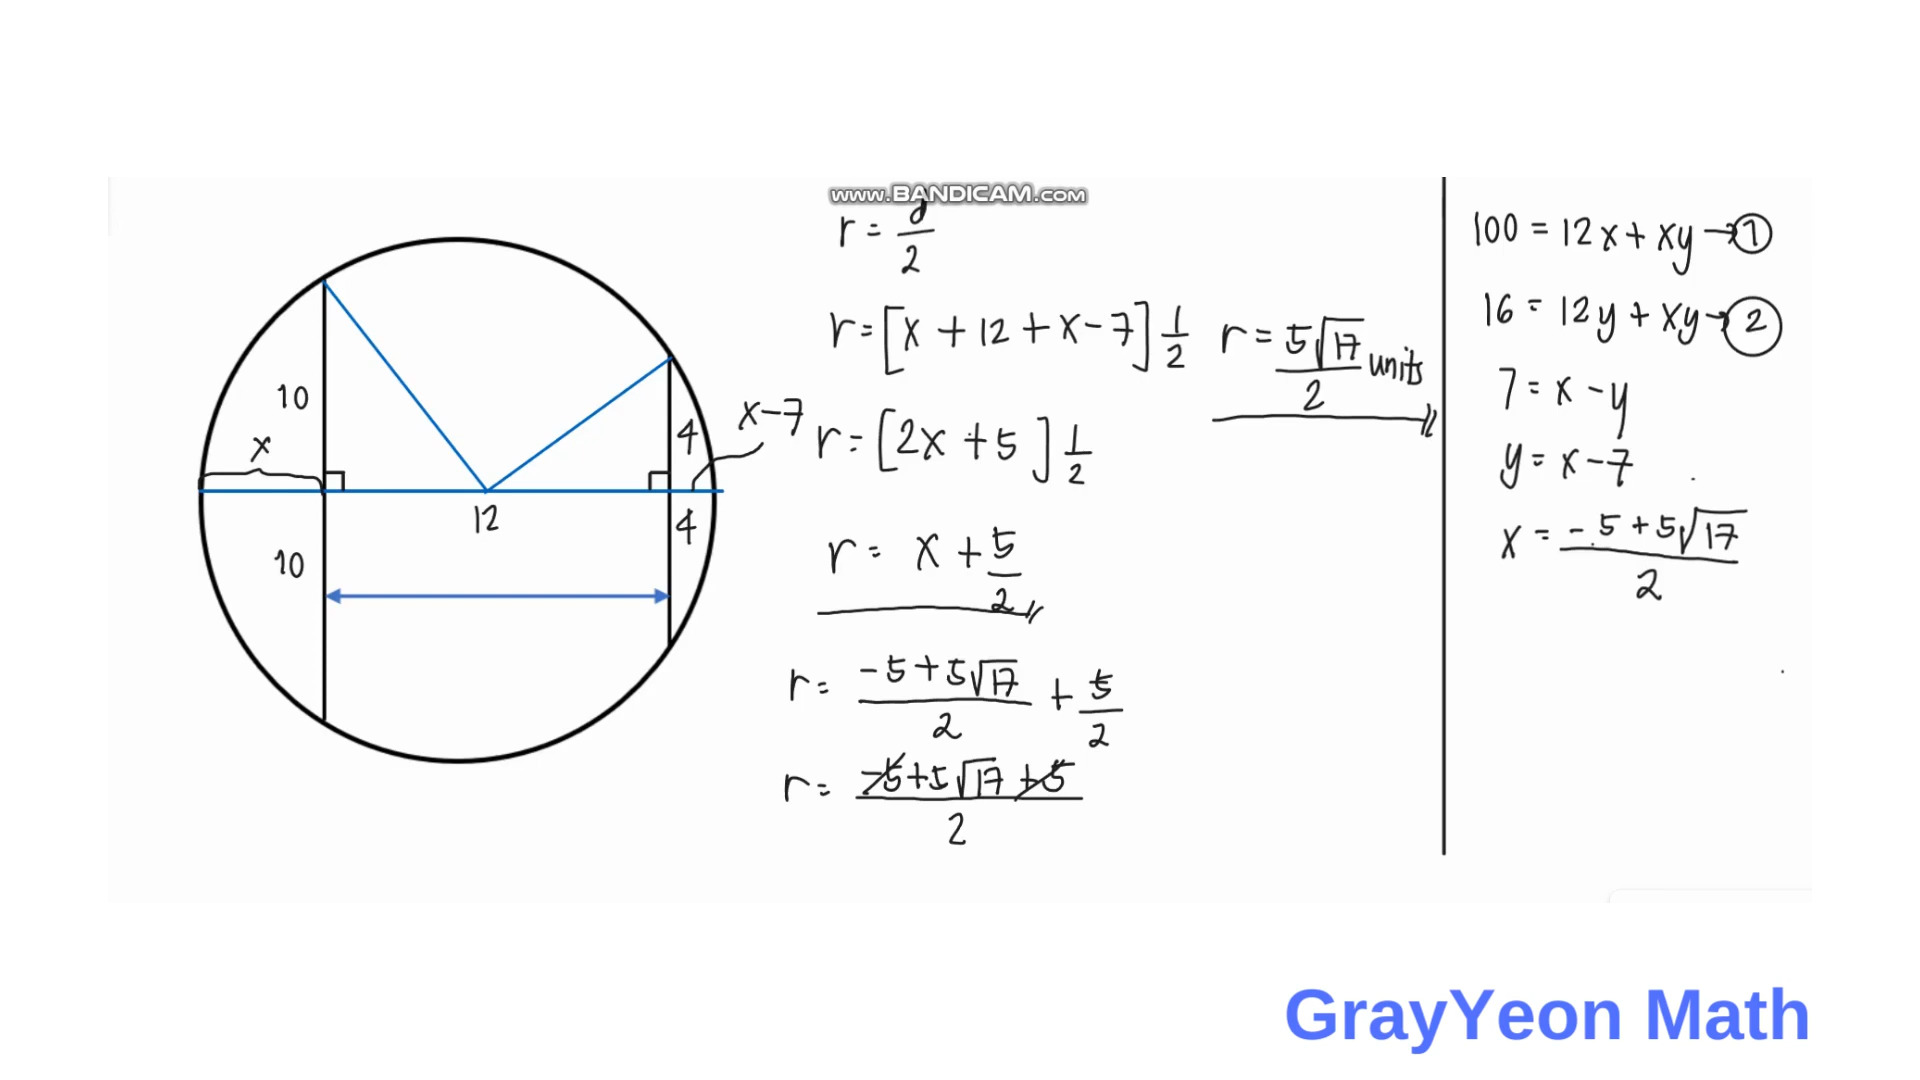 www.BANDICAM.com
10
x
10
12
4
4
x-7
r = d/2
r = [x + 12 + x - 7] 1/2
r = [2x + 5] 1/2
r = x + 5/2
r = (-5 + 5√17)/2 + 5/2
r = (-5 + 5√17 + 5)/2
r = 5√17/2 units
100 = 12x + xy → ①
16 = 12y + xy → ②
7 = x - y
y = x - 7
x = (-5 + 5√17)/2
GrayYeon Math